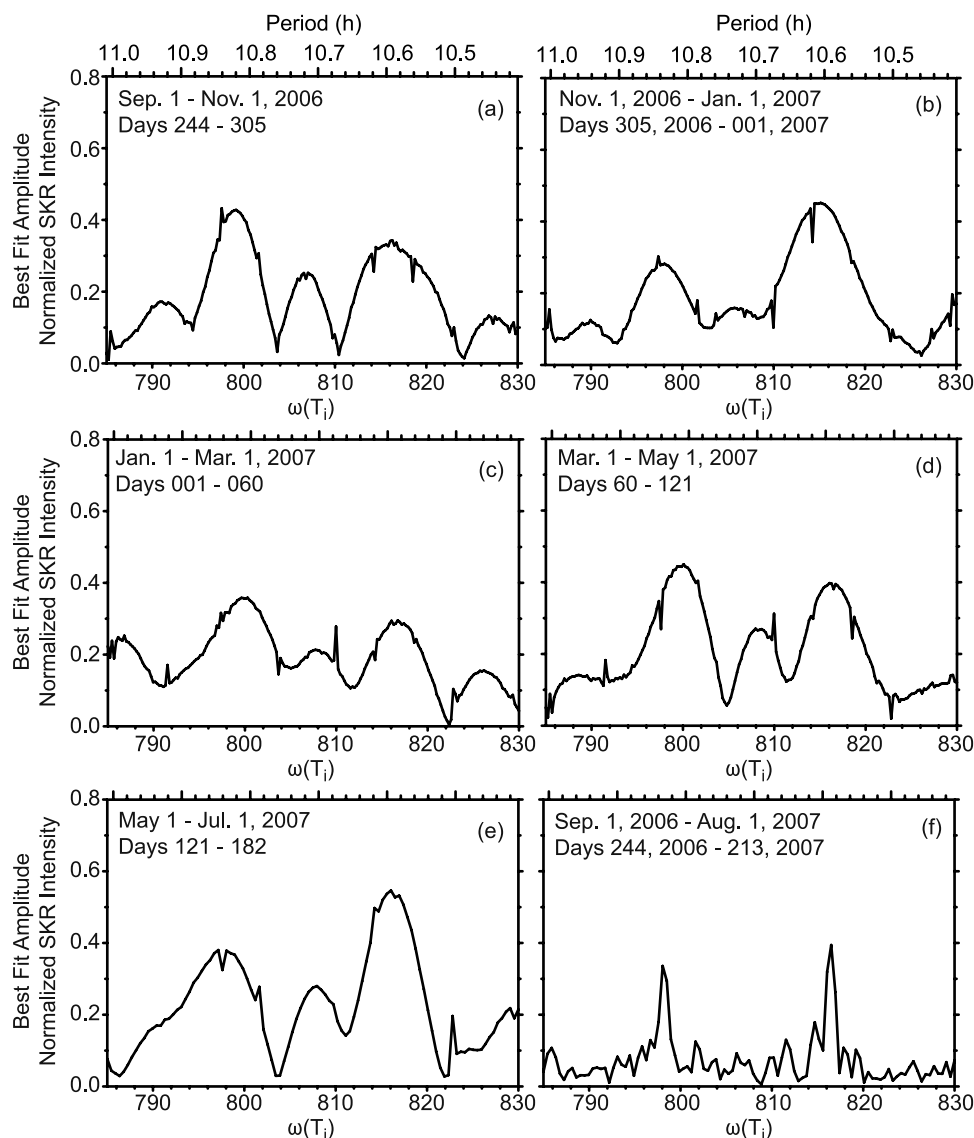 Period (h)
Period (h)
11.0 10.9 10.8 10.7 10.6 10.5
11.0 10.9 10.8 10.7 10.6 10.5
Best Fit Amplitude
Normalized SKR Intensity
0.8
0.6
0.4
0.2
0.0
Sep. 1 - Nov. 1, 2006
Days 244 - 305
(a)
790 800 810 820 830
ω(Tᵢ)
Nov. 1, 2006 - Jan. 1, 2007
Days 305, 2006 - 001, 2007
(b)
790 800 810 820 830
ω(Tᵢ)
Best Fit Amplitude
Normalized SKR Intensity
0.8
0.6
0.4
0.2
0.0
Jan. 1 - Mar. 1, 2007
Days 001 - 060
(c)
790 800 810 820 830
ω(Tᵢ)
Mar. 1 - May 1, 2007
Days 60 - 121
(d)
790 800 810 820 830
ω(Tᵢ)
Best Fit Amplitude
Normalized SKR Intensity
0.8
0.6
0.4
0.2
0.0
May 1 - Jul. 1, 2007
Days 121 - 182
(e)
790 800 810 820 830
ω(Tᵢ)
Sep. 1, 2006 - Aug. 1, 2007
Days 244, 2006 - 213, 2007
(f)
790 800 810 820 830
ω(Tᵢ)